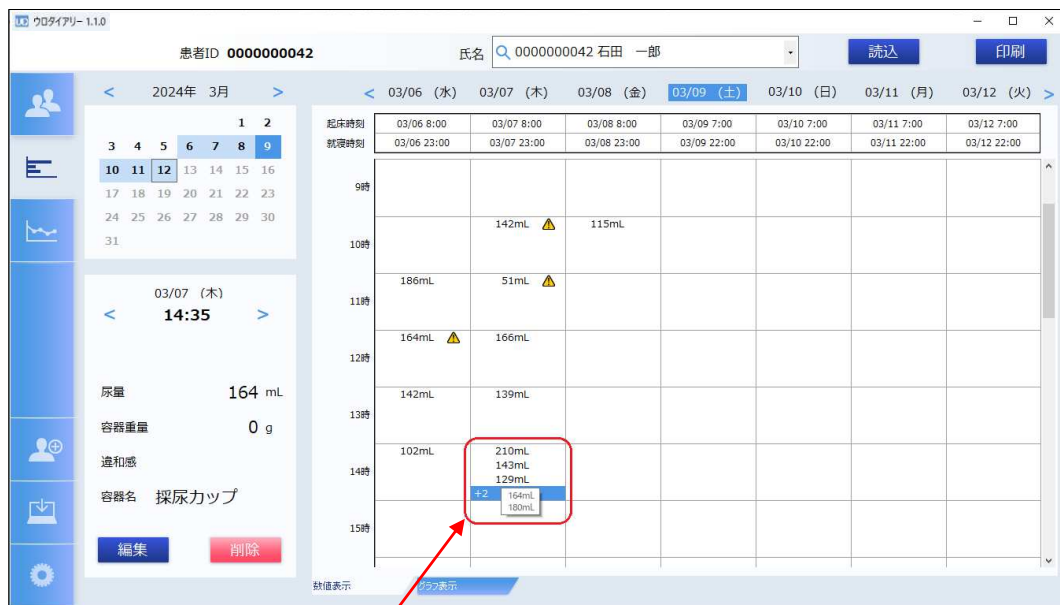 UD ウロダイアリー 1.1.0
患者ID 0000000042 氏名 0000000042 石田 一郎 読込 印刷
< 2024年 3月 >
1 2
3 4 5 6 7 8 9
10 11 12 13 14 15 16
17 18 19 20 21 22 23
24 25 26 27 28 29 30
31
03/07 (木)
< 14:35 >
尿量 164 mL
容器重量 0 g
違和感
容器名 採尿カップ
編集 削除
< 03/06 (水) 03/07 (木) 03/08 (金) 03/09 (土) 03/10 (日) 03/11 (月) 03/12 (火) >
起床時刻 03/06 8:00 03/07 8:00 03/08 8:00 03/09 7:00 03/10 7:00 03/11 7:00 03/12 7:00
就寝時刻 03/06 23:00 03/07 23:00 03/08 23:00 03/09 22:00 03/10 22:00 03/11 22:00 03/12 22:00
9時
142mL 115mL
10時
186mL 51mL
11時
164mL 166mL
12時
142mL 139mL
13時
102mL 210mL
143mL
14時
129mL
+2 164mL
180mL
15時
数値表示 グラフ表示